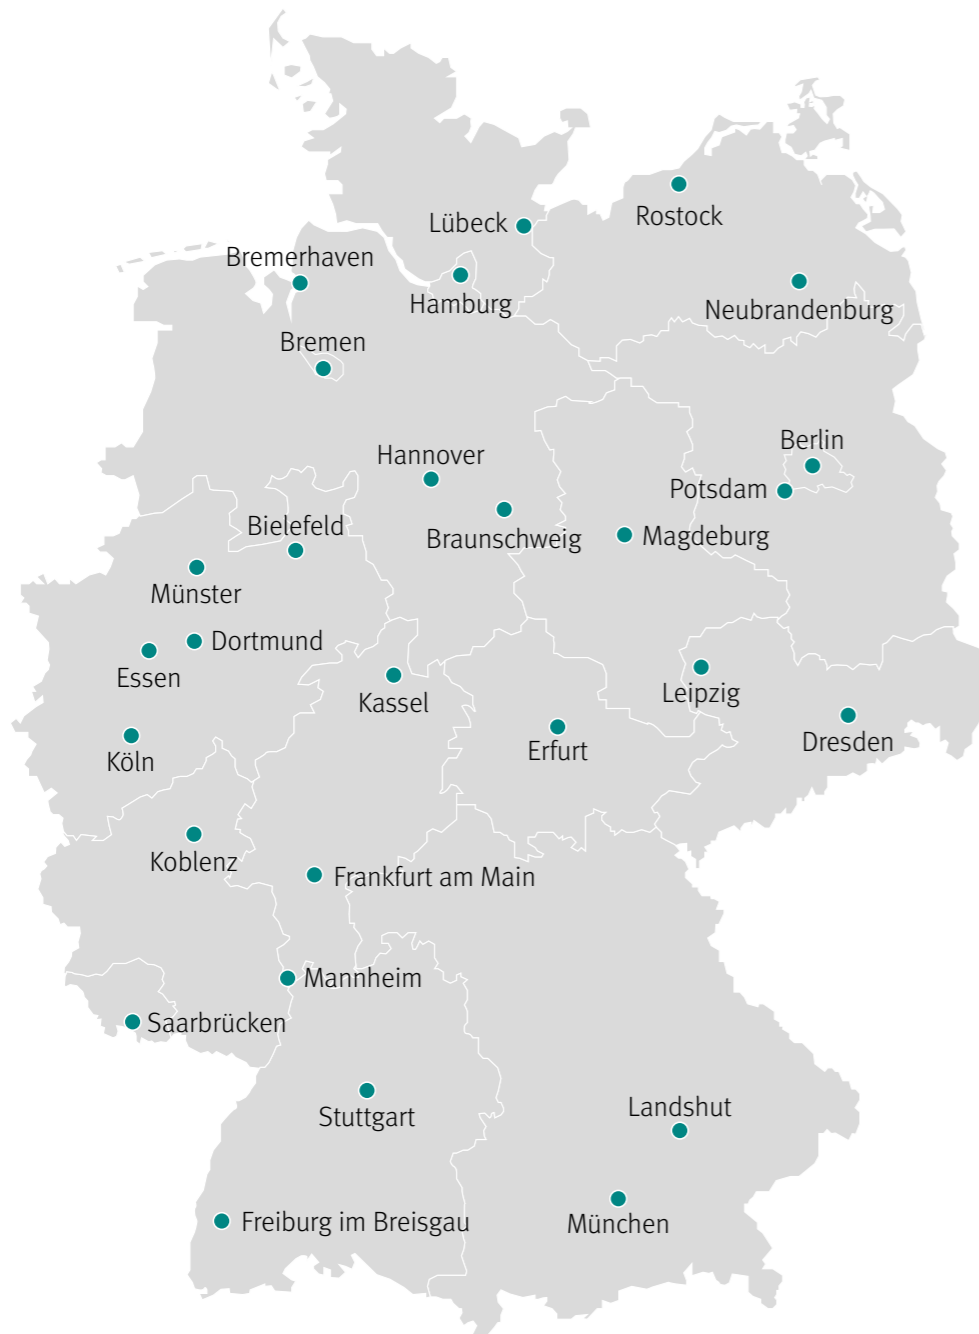 Rostock
Lübeck
Bremerhaven
Hamburg
Neubrandenburg
Bremen
Berlin
Hannover
Potsdam
Bielefeld
Braunschweig
Magdeburg
Münster
Dortmund
Essen
Kassel
Leipzig
Dresden
Erfurt
Köln
Koblenz
Frankfurt am Main
Mannheim
Saarbrücken
Landshut
Stuttgart
Freiburg im Breisgau
München